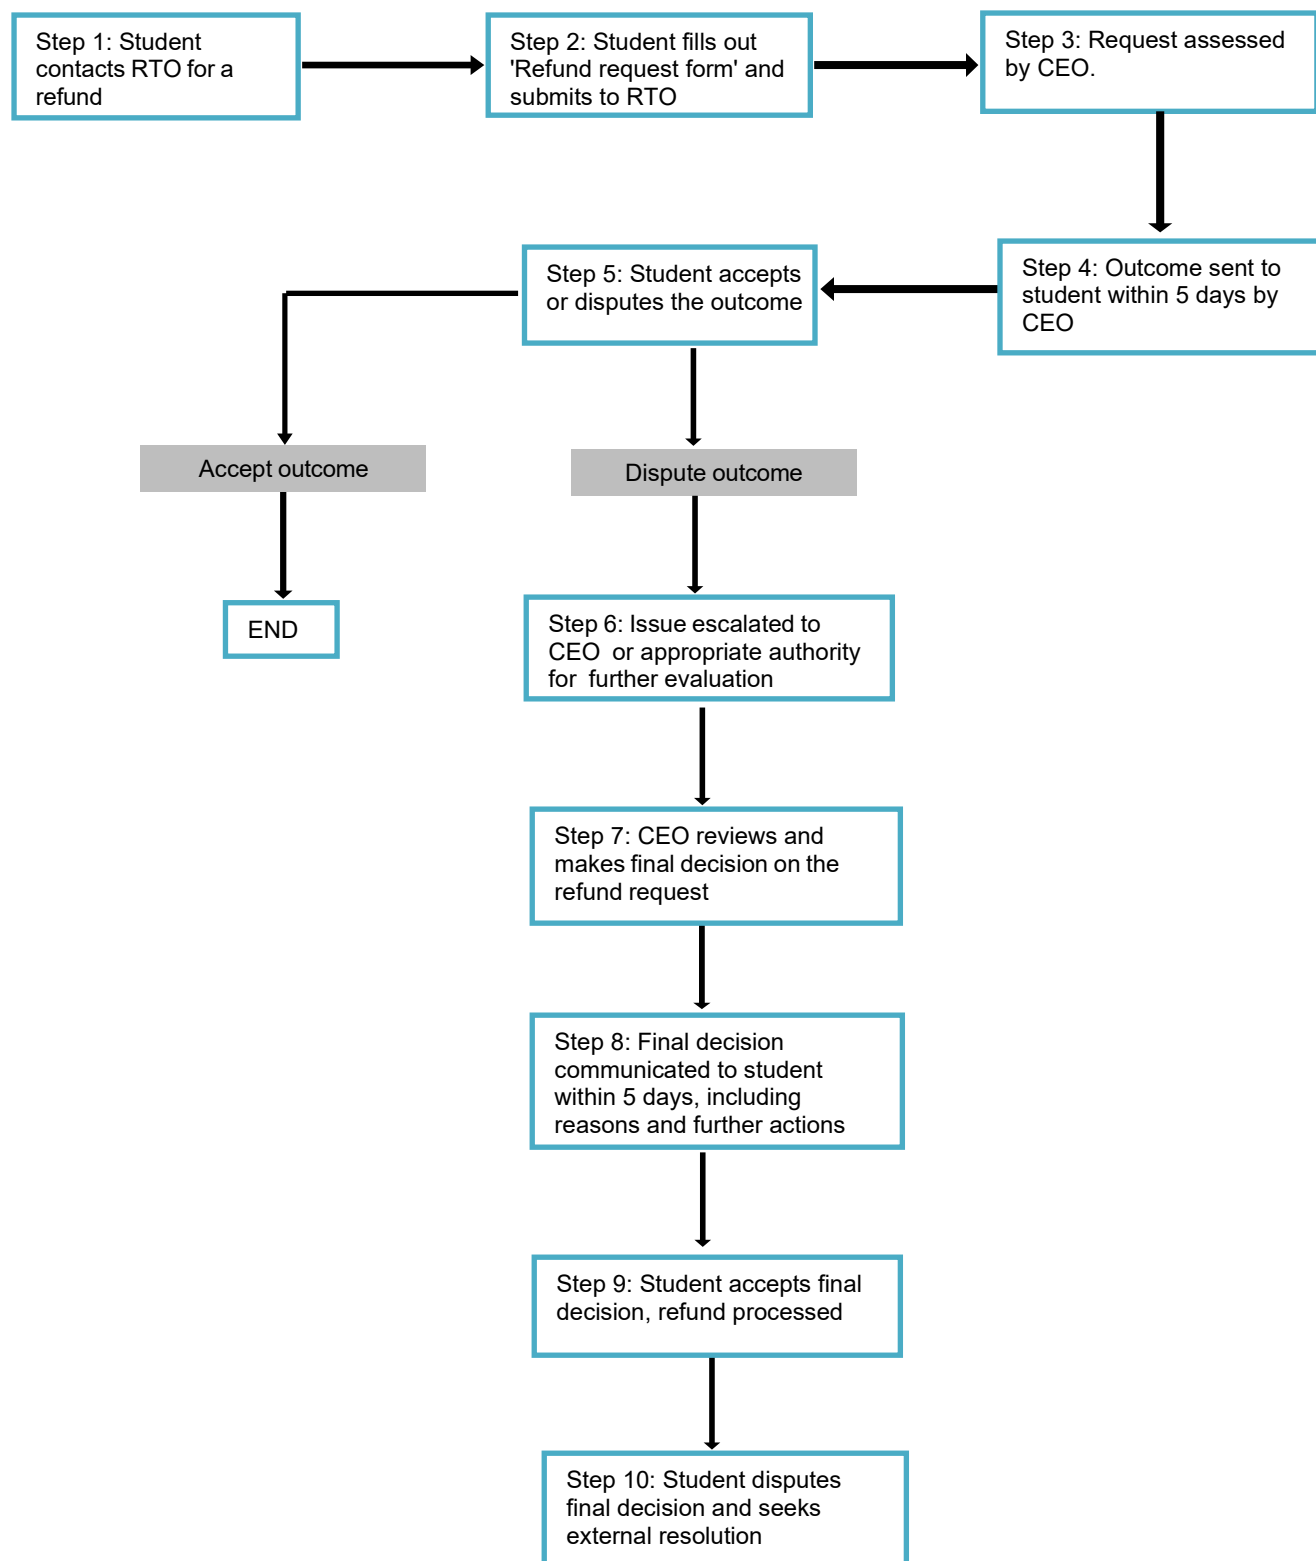 Step 1: Student
contacts RTO for a
refund
Step 2: Student fills out
'Refund request form' and
submits to RTO
Step 3: Request assessed
by CEO.
Step 4: Outcome sent to
student within 5 days by
CEO
Step 5: Student accepts
or disputes the outcome
Accept outcome
Dispute outcome
END
Step 6: Issue escalated to
CEO or appropriate authority
for further evaluation
Step 7: CEO reviews and
makes final decision on the
refund request
Step 8: Final decision
communicated to student
within 5 days, including
reasons and further actions
Step 9: Student accepts final
decision, refund processed
Step 10: Student disputes
final decision and seeks
external resolution